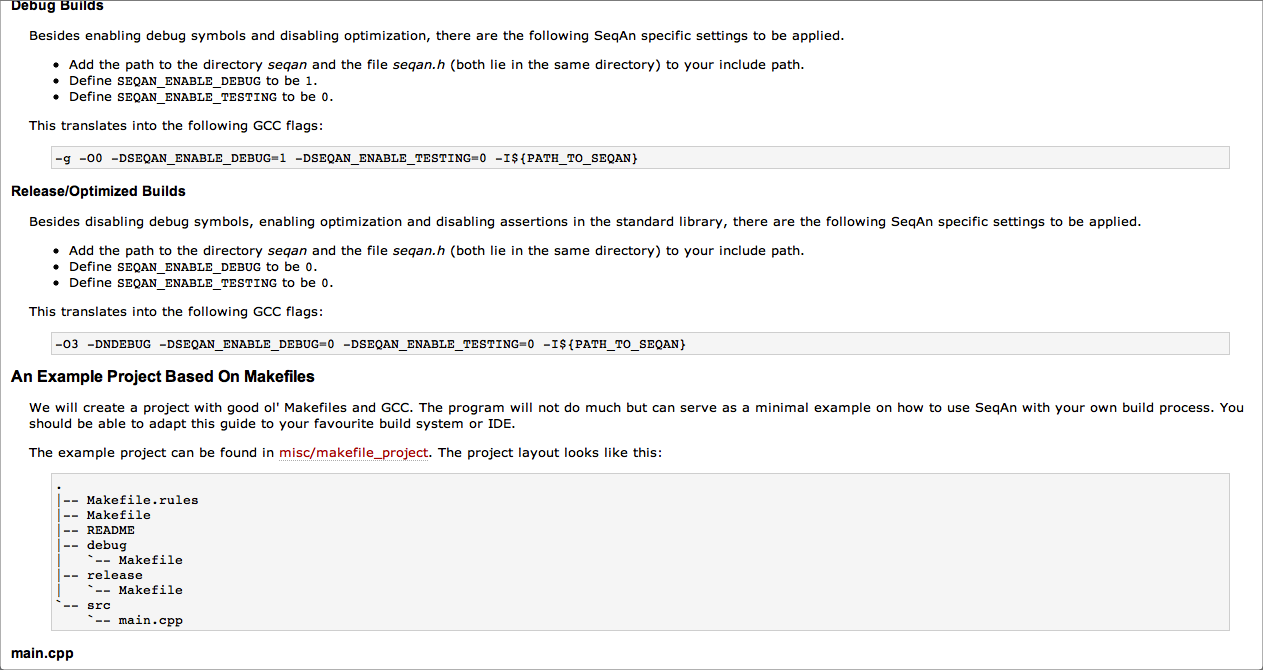 Debug Builds
Besides enabling debug symbols and disabling optimization, there are the following SeqAn specific settings to be applied.
• Add the path to the directory seqan and the file seqan.h (both lie in the same directory) to your include path.
• Define SEQAN_ENABLE_DEBUG to be 1.
• Define SEQAN_ENABLE_TESTING to be 0.
This translates into the following GCC flags:
-g -O0 -DSEQAN_ENABLE_DEBUG=1 -DSEQAN_ENABLE_TESTING=0 -I${PATH_TO_SEQAN}
Release/Optimized Builds
Besides disabling debug symbols, enabling optimization and disabling assertions in the standard library, there are the following SeqAn specific settings to be applied.
• Add the path to the directory seqan and the file seqan.h (both lie in the same directory) to your include path.
• Define SEQAN_ENABLE_DEBUG to be 0.
• Define SEQAN_ENABLE_TESTING to be 0.
This translates into the following GCC flags:
-O3 -DNDEBUG -DSEQAN_ENABLE_DEBUG=0 -DSEQAN_ENABLE_TESTING=0 -I${PATH_TO_SEQAN}
An Example Project Based On Makefiles
We will create a project with good ol' Makefiles and GCC. The program will not do much but can serve as a minimal example on how to use SeqAn with your own build process. You
should be able to adapt this guide to your favourite build system or IDE.
The example project can be found in misc/makefile_project. The project layout looks like this:
.
|-- Makefile.rules
|-- Makefile
|-- README
|-- debug
|   `-- Makefile
|-- release
|   `-- Makefile
`-- src
    `-- main.cpp
main.cpp